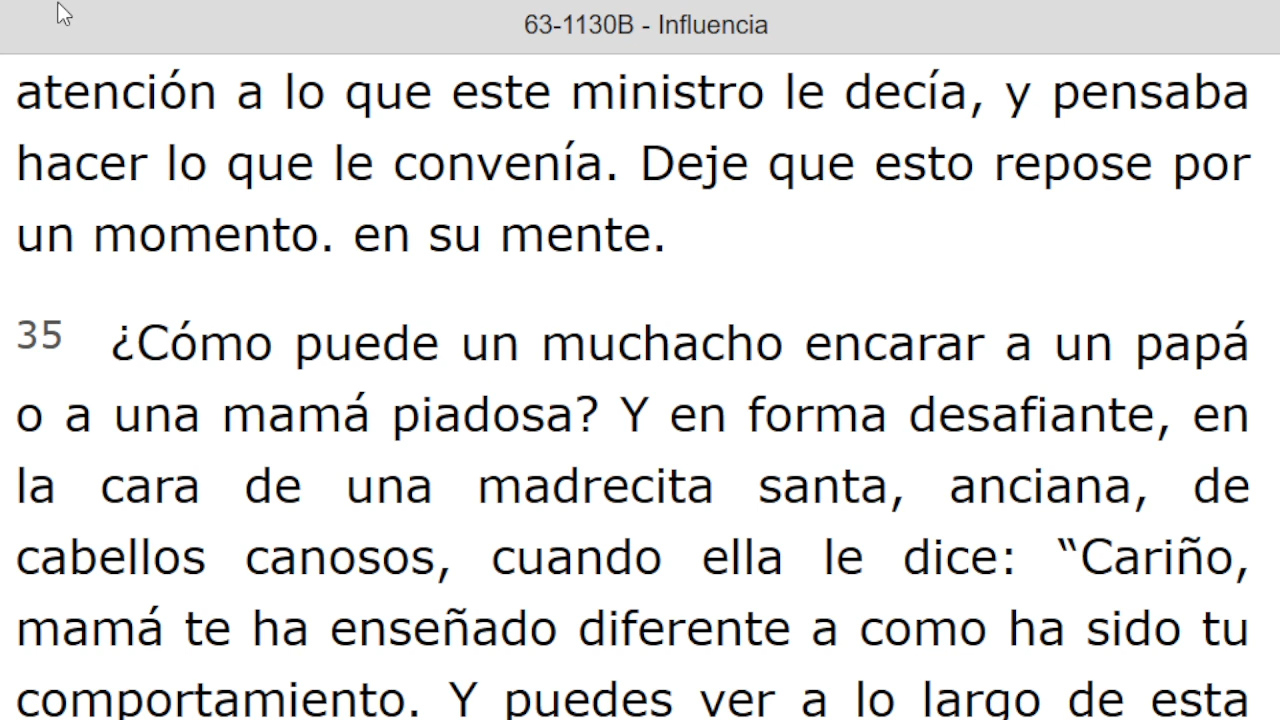 63-1130B - Influencia
atención a lo que este ministro le decía, y pensaba
hacer lo que le convenía. Deje que esto repose por
un momento. en su mente.
35 ¿Cómo puede un muchacho encarar a un papá
o a una mamá piadosa? Y en forma desafiante, en
la cara de una madrecita santa, anciana, de
cabellos canosos, cuando ella le dice: “Cariño,
mamá te ha enseñado diferente a como ha sido tu
comportamiento. Y puedes ver a lo largo de esta